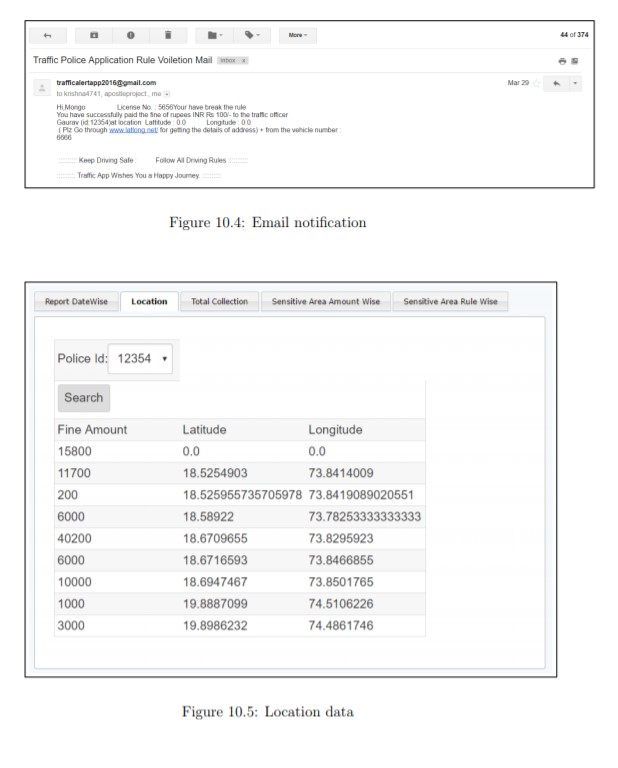 More
44 of 374
Traffic Police Application Rule Voiletion Mail Inbox x
trafficalertapp2016@gmail.com
Mar 29
to krishna4741, apostleproject., me
Hi,Mongo License No. : 5656Your have break the rule
You have successfully paid the fine of rupees INR Rs 100/- to the traffic officer
Gaurav (id:12354)at location Lattitude : 0.0 Longitude : 0.0
( Plz Go through www.latlong.net/ for getting the details of address) + from the vehicle number :
6666
::::::::: Keep Driving Safe : Follow All Driving Rules :::::::::
::::::::: Traffic App Wishes You a Happy Journey. :::::::::
Figure 10.4: Email notification
Report DateWise Location Total Collection Sensitive Area Amount Wise Sensitive Area Rule Wise
Police Id: 12354
Search
Fine Amount Latitude Longitude
15800 0.0 0.0
11700 18.5254903 73.8414009
200 18.525955735705978 73.8419089020551
6000 18.58922 73.78253333333333
40200 18.6709655 73.8295923
6000 18.6716593 73.8466855
10000 18.6947467 73.8501765
1000 19.8887099 74.5106226
3000 19.8986232 74.4861746
Figure 10.5: Location data